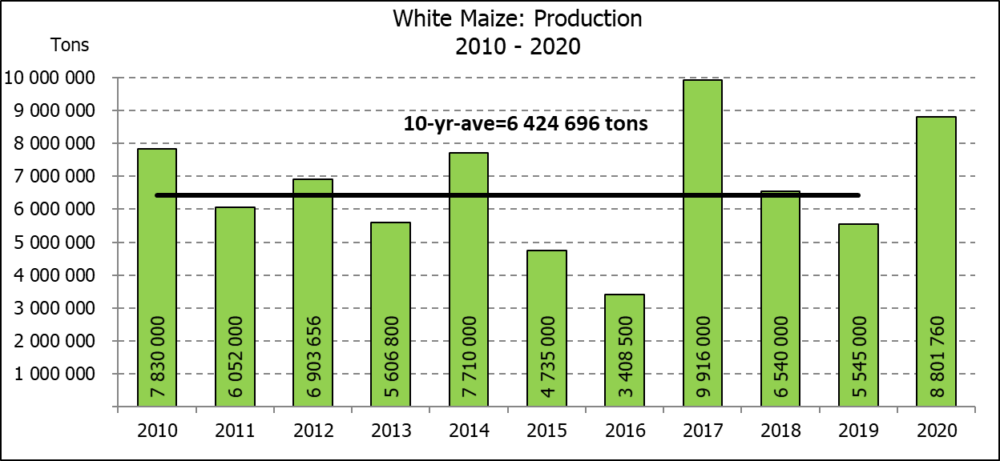 White Maize: Production
2010 - 2020
Tons
10 000 000
9 000 000
8 000 000
7 000 000
6 000 000
5 000 000
4 000 000
3 000 000
2 000 000
1 000 000
10-yr-ave=6 424 696 tons
7 830 000
6 052 000
6 903 656
5 606 800
7 710 000
4 735 000
3 408 500
9 916 000
6 540 000
5 545 000
8 801 760
2010 2011 2012 2013 2014 2015 2016 2017 2018 2019 2020